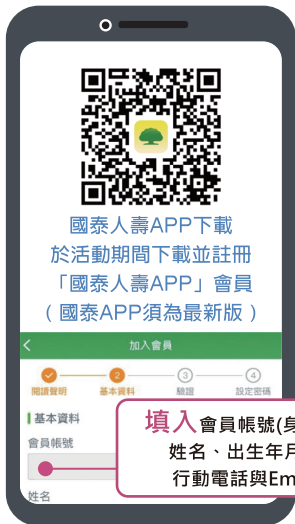 國泰人壽APP下載
於活動期間下載並註冊
「國泰人壽APP」會員
( 國泰APP須為最新版 )
加入會員
2 3 4
閱讀聲明 基本資料 驗證 設定密碼
基本資料
會員帳號
填入會員帳號(身
姓名、出生年月
行動電話與Em
姓名